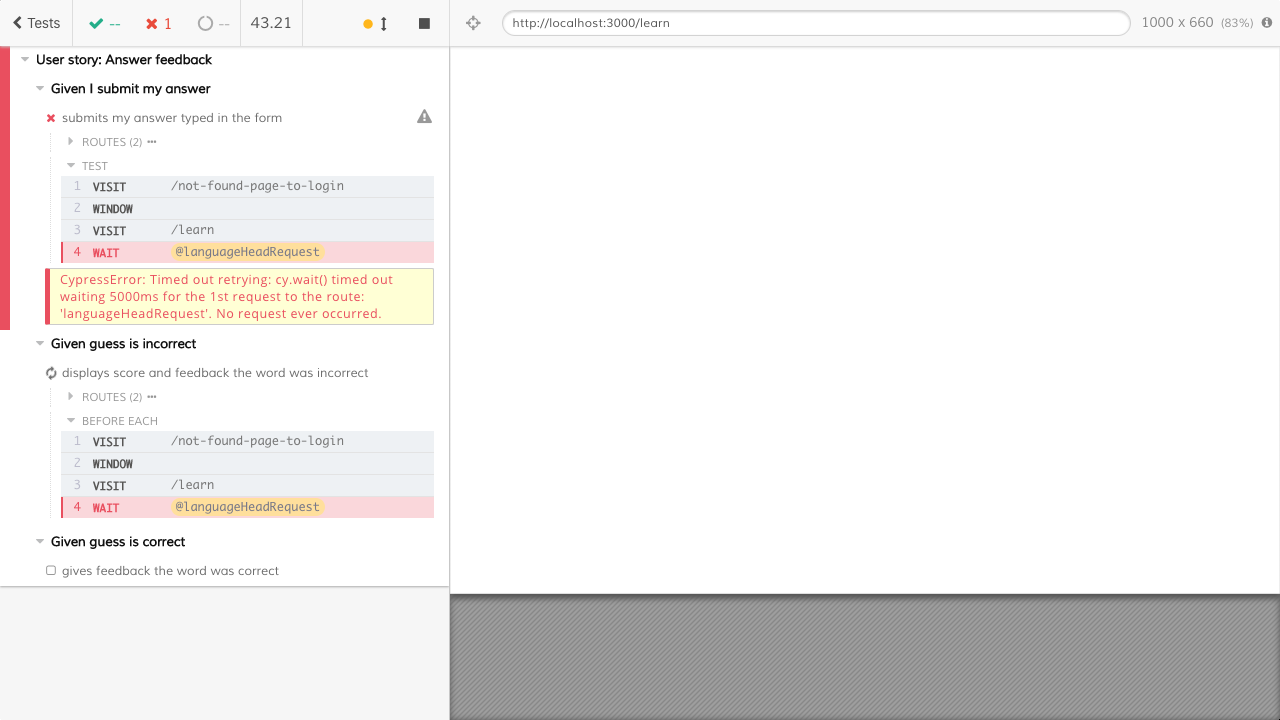 Tests -- 1 -- 43.21 http://localhost:3000/learn 1000 x 660 (83%)
User story: Answer feedback
Given I submit my answer
submits my answer typed in the form
ROUTES (2)
TEST
1 VISIT /not-found-page-to-login
2 WINDOW
3 VISIT /learn
4 WAIT @languageHeadRequest
CypressError: Timed out retrying: cy.wait() timed out
waiting 5000ms for the 1st request to the route:
'languageHeadRequest'. No request ever occurred.
Given guess is incorrect
displays score and feedback the word was incorrect
ROUTES (2)
BEFORE EACH
1 VISIT /not-found-page-to-login
2 WINDOW
3 VISIT /learn
4 WAIT @languageHeadRequest
Given guess is correct
gives feedback the word was correct